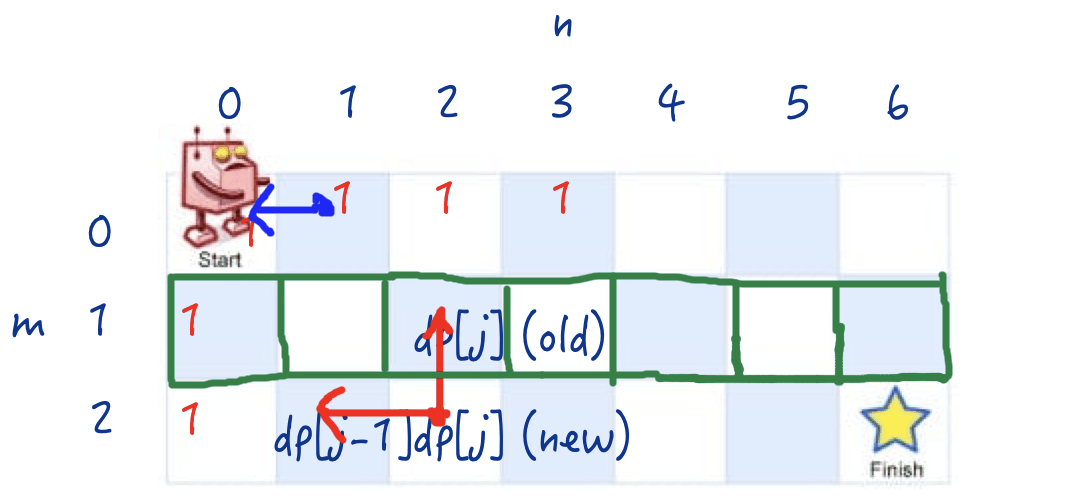 n
0 1 2 3 4 5 6
1 1 1
0 1
Start
m 1 1 dp[j] (old)
2 1 dp[j-1] dp[j] (new)
Finish